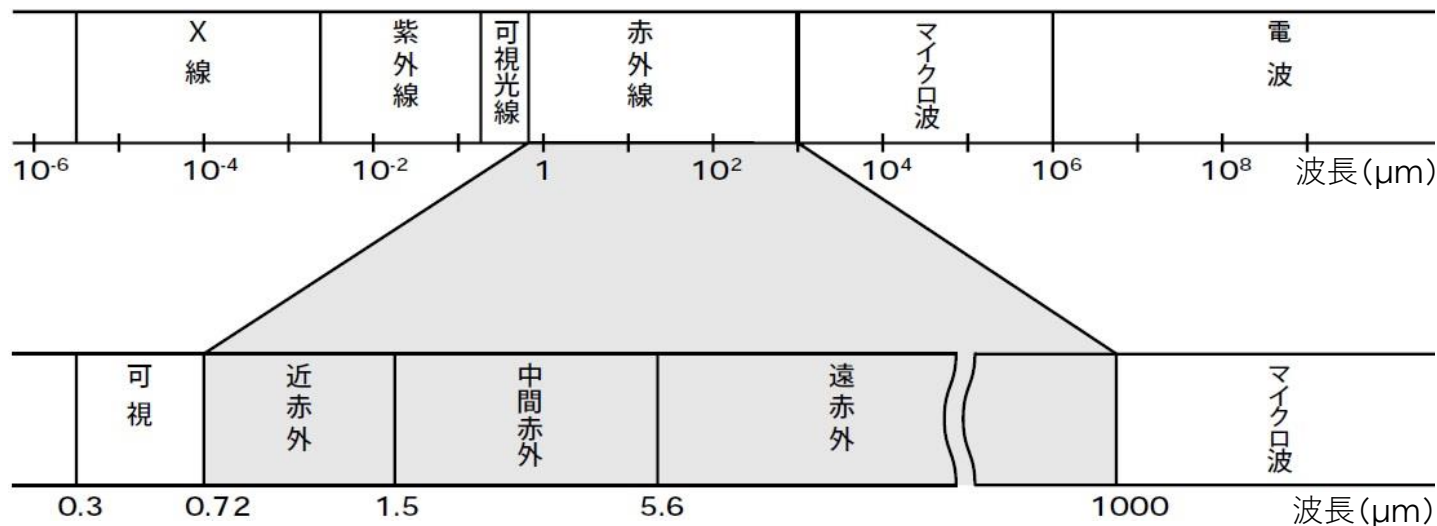 X線
紫外線
可視光線
赤外線
マイクロ波
電波
10⁻⁶ 10⁻⁴ 10⁻² 1 10² 10⁴ 10⁶ 10⁸ 波長(μm)
可視
近赤外
中間赤外
遠赤外
マイクロ波
0.3 0.72 1.5 5.6 1000 波長(μm)